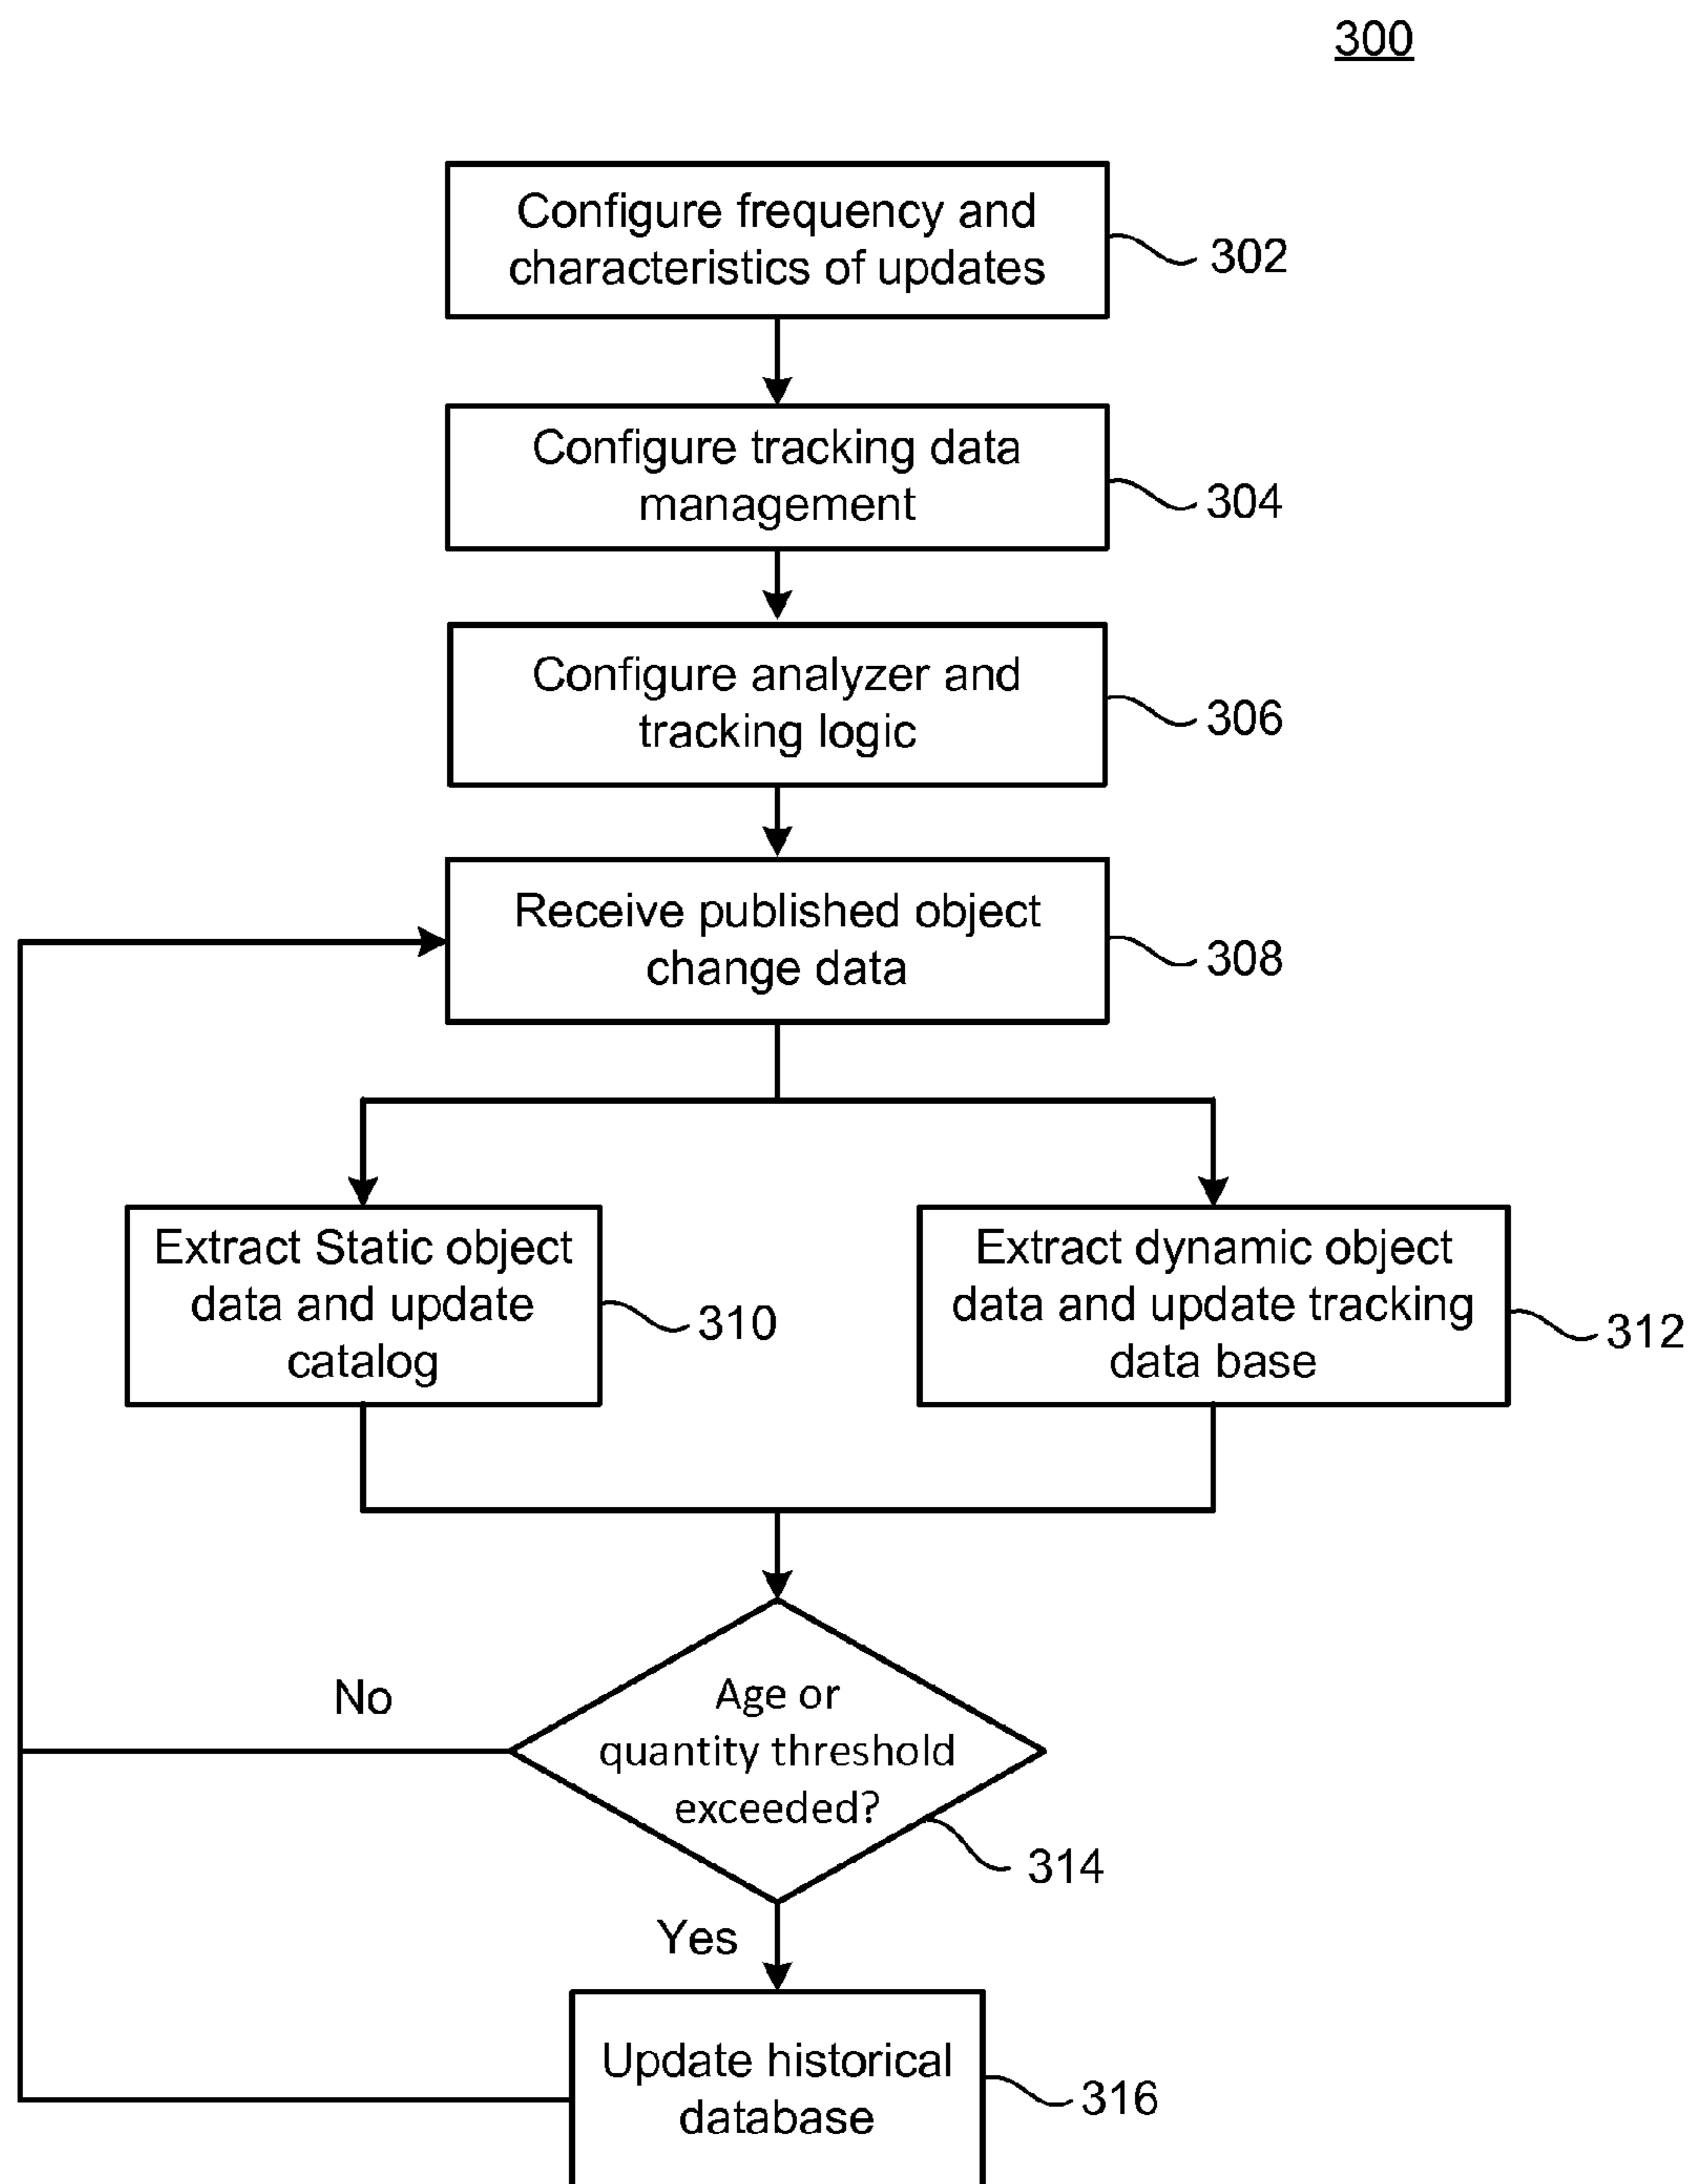 300
Configure frequency and
characteristics of updates
302
Configure tracking data
management
304
Configure analyzer and
tracking logic
306
Receive published object
change data
308
Extract Static object
data and update
catalog
310
Extract dynamic object
data and update tracking
data base
312
No
Age or
quantity threshold
exceeded?
314
Yes
Update historical
database
316